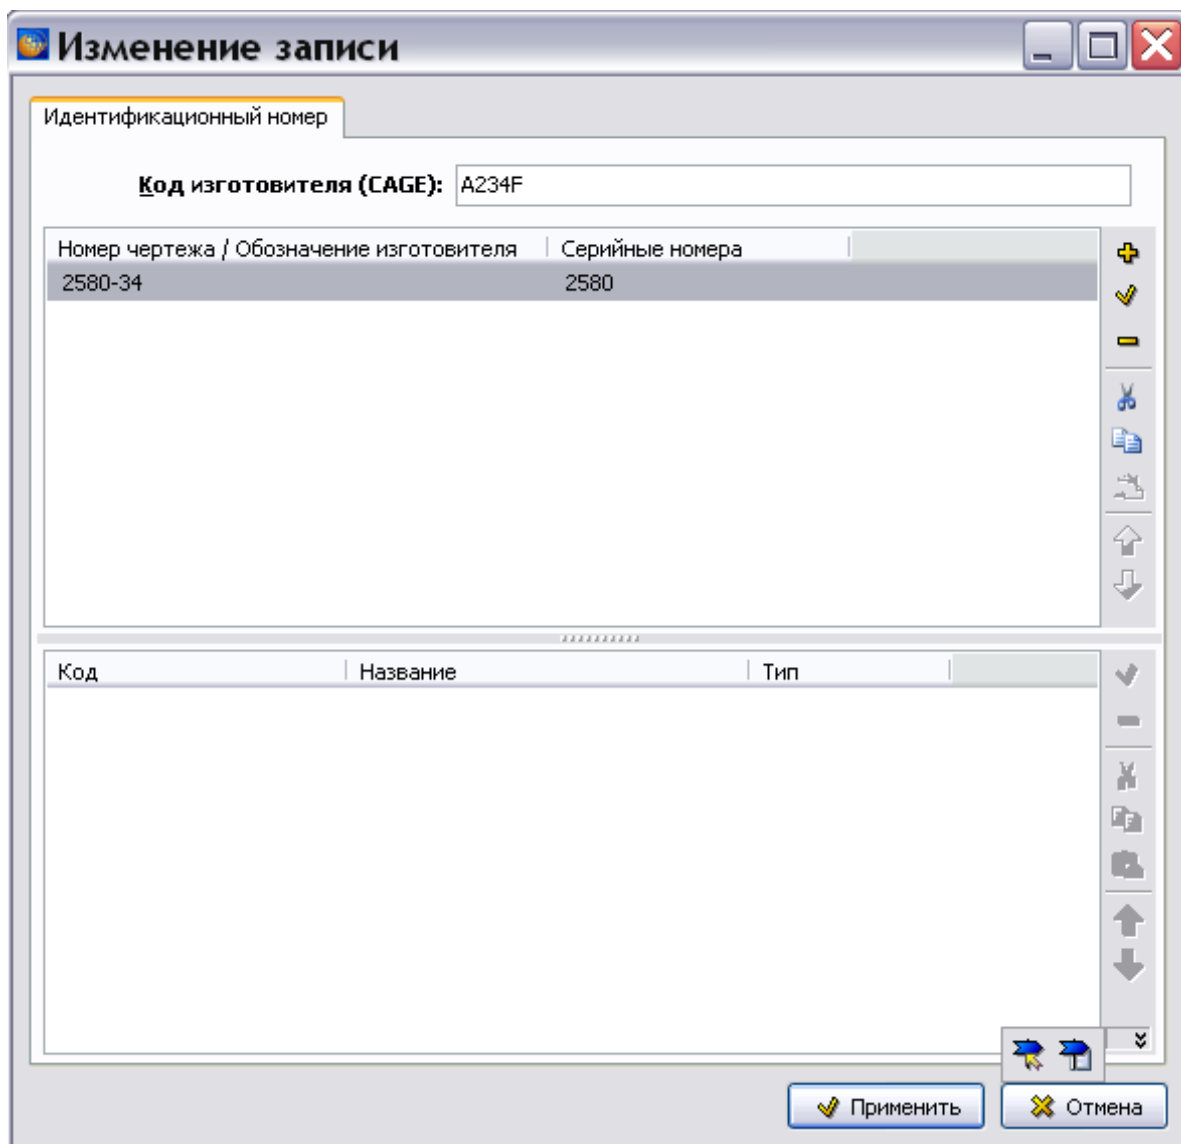 Изменение записи
Идентификационный номер
Код изготовителя (CAGE): A234F
Номер чертежа / Обозначение изготовителя Серийные номера
2580-34 2580
Код Название Тип
Применить Отмена